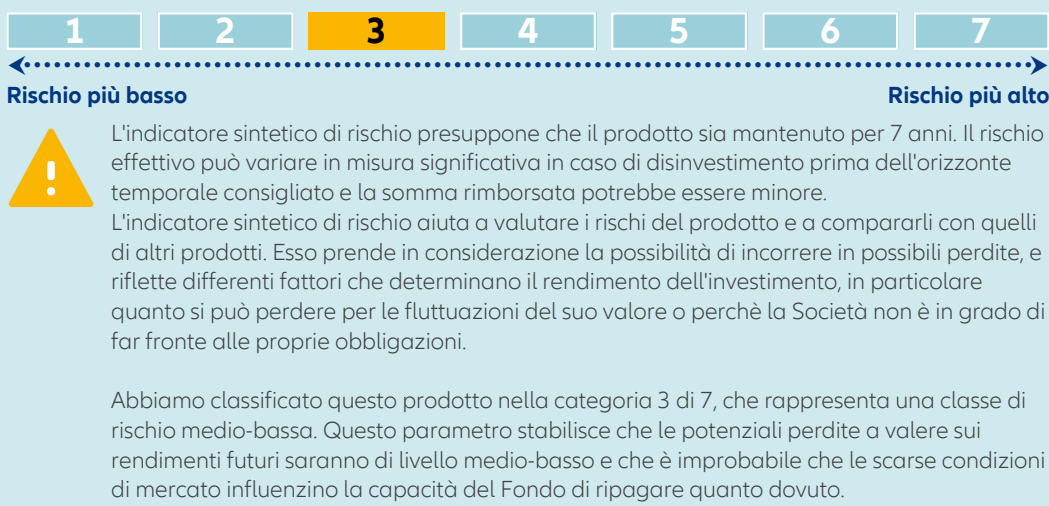 1 2 3 4 5 6 7
Rischio più basso Rischio più alto
L'indicatore sintetico di rischio presuppone che il prodotto sia mantenuto per 7 anni. Il rischio
effettivo può variare in misura significativa in caso di disinvestimento prima dell'orizzonte
temporale consigliato e la somma rimborsata potrebbe essere minore.
L'indicatore sintetico di rischio aiuta a valutare i rischi del prodotto e a compararli con quelli
di altri prodotti. Esso prende in considerazione la possibilità di incorrere in possibili perdite, e
riflette differenti fattori che determinano il rendimento dell'investimento, in particolare
quanto si può perdere per le fluttuazioni del suo valore o perchè la Società non è in grado di
far fronte alle proprie obbligazioni.
Abbiamo classificato questo prodotto nella categoria 3 di 7, che rappresenta una classe di
rischio medio-bassa. Questo parametro stabilisce che le potenziali perdite a valere sui
rendimenti futuri saranno di livello medio-basso e che è improbabile che le scarse condizioni
di mercato influenzino la capacità del Fondo di ripagare quanto dovuto.